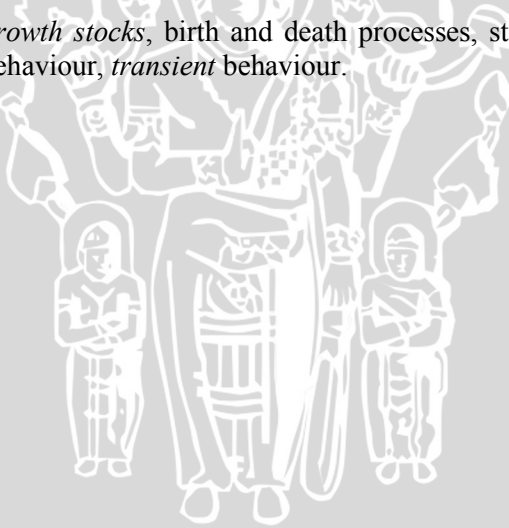 rowth stocks, birth and death processes, st
ehaviour, transient behaviour.